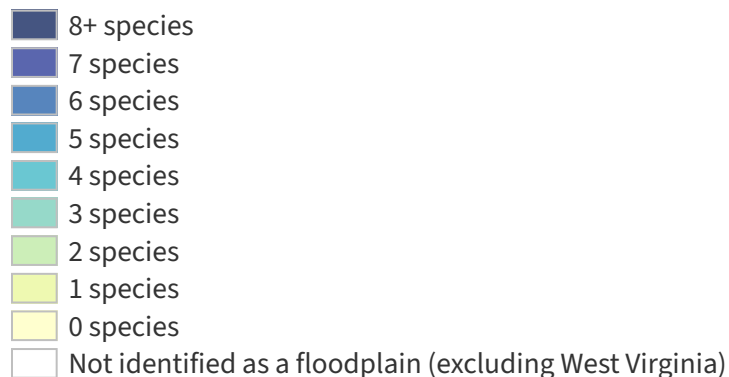 8+ species
7 species
6 species
5 species
4 species
3 species
2 species
1 species
0 species
Not identified as a floodplain (excluding West Virginia)